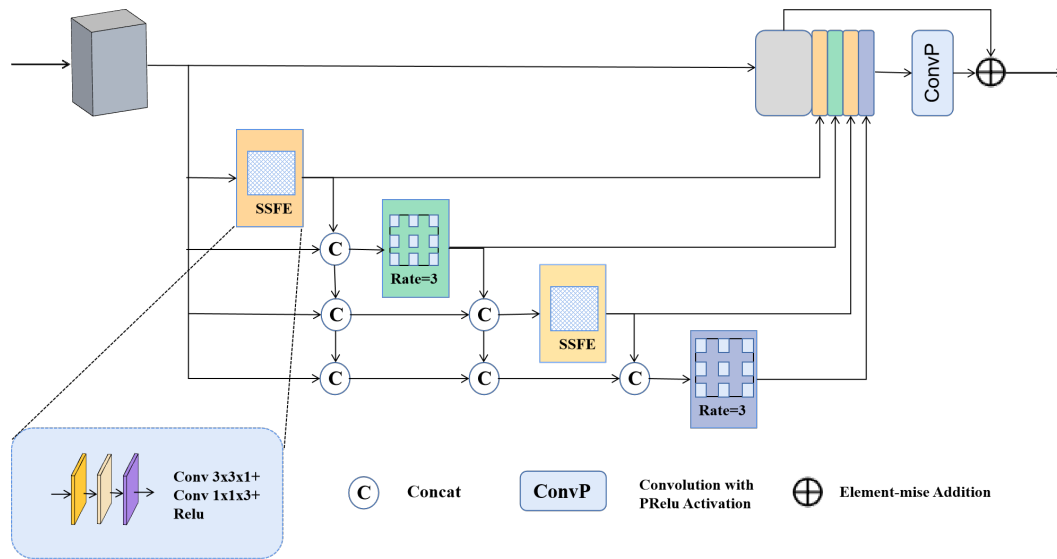 ConvP
SSFE
C
Rate=3
C
C
SSFE
C
C
C
Rate=3
Conv 3x3x1+
Conv 1x1x3+
Relu
C
Concat
ConvP
Convolution with
PRelu Activation
Element-mise Addition